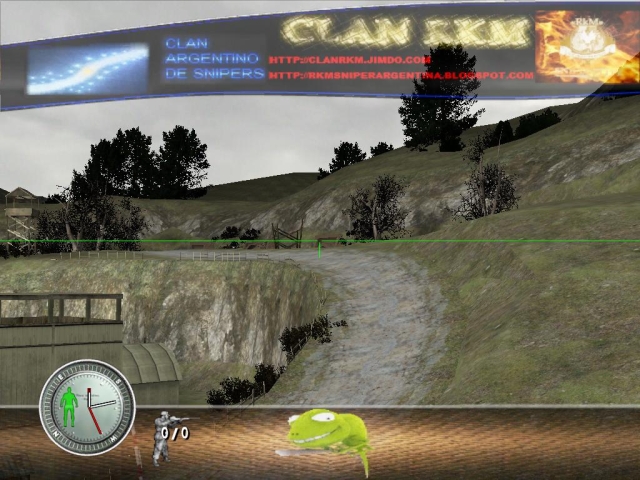 CLAN RKM
CLAN
ARGENTINO
DE SNIPERS
HTTP://CLANRKM.JIMDO.COM
HTTP://RKMSNIPERARGENTINA.BLOGSPOT.COM
0/0